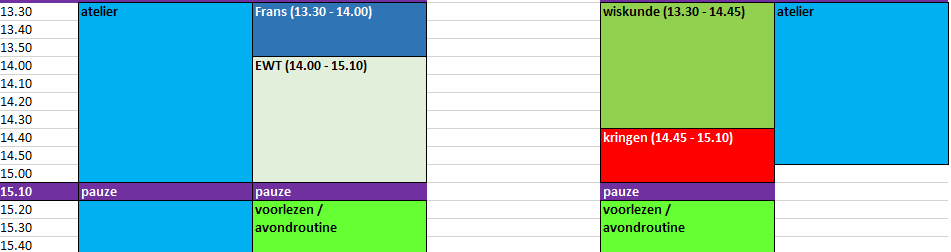 13.30 atelier Frans (13.30 - 14.00) wiskunde (13.30 - 14.45) atelier
13.40
13.50
14.00 EWT (14.00 - 15.10)
14.10
14.20
14.30
14.40 kringen (14.45 - 15.10)
14.50
15.00
15.10 pauze pauze pauze
15.20 voorlezen / voorlezen /
15.30 avondroutine avondroutine
15.40